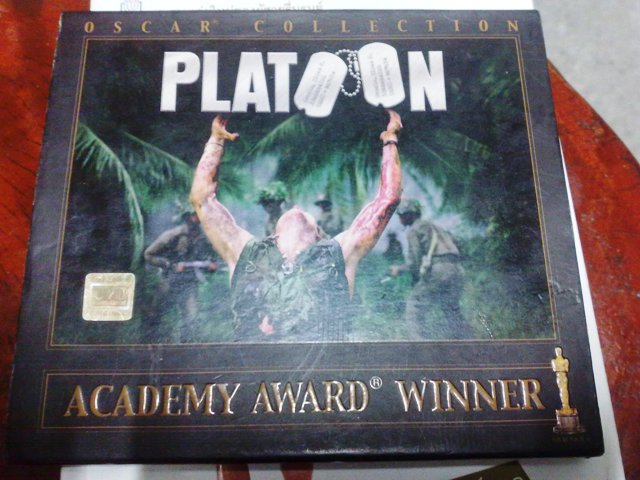 OSCAR® COLLECTION
PLATOON
ACADEMY AWARD® WINNER